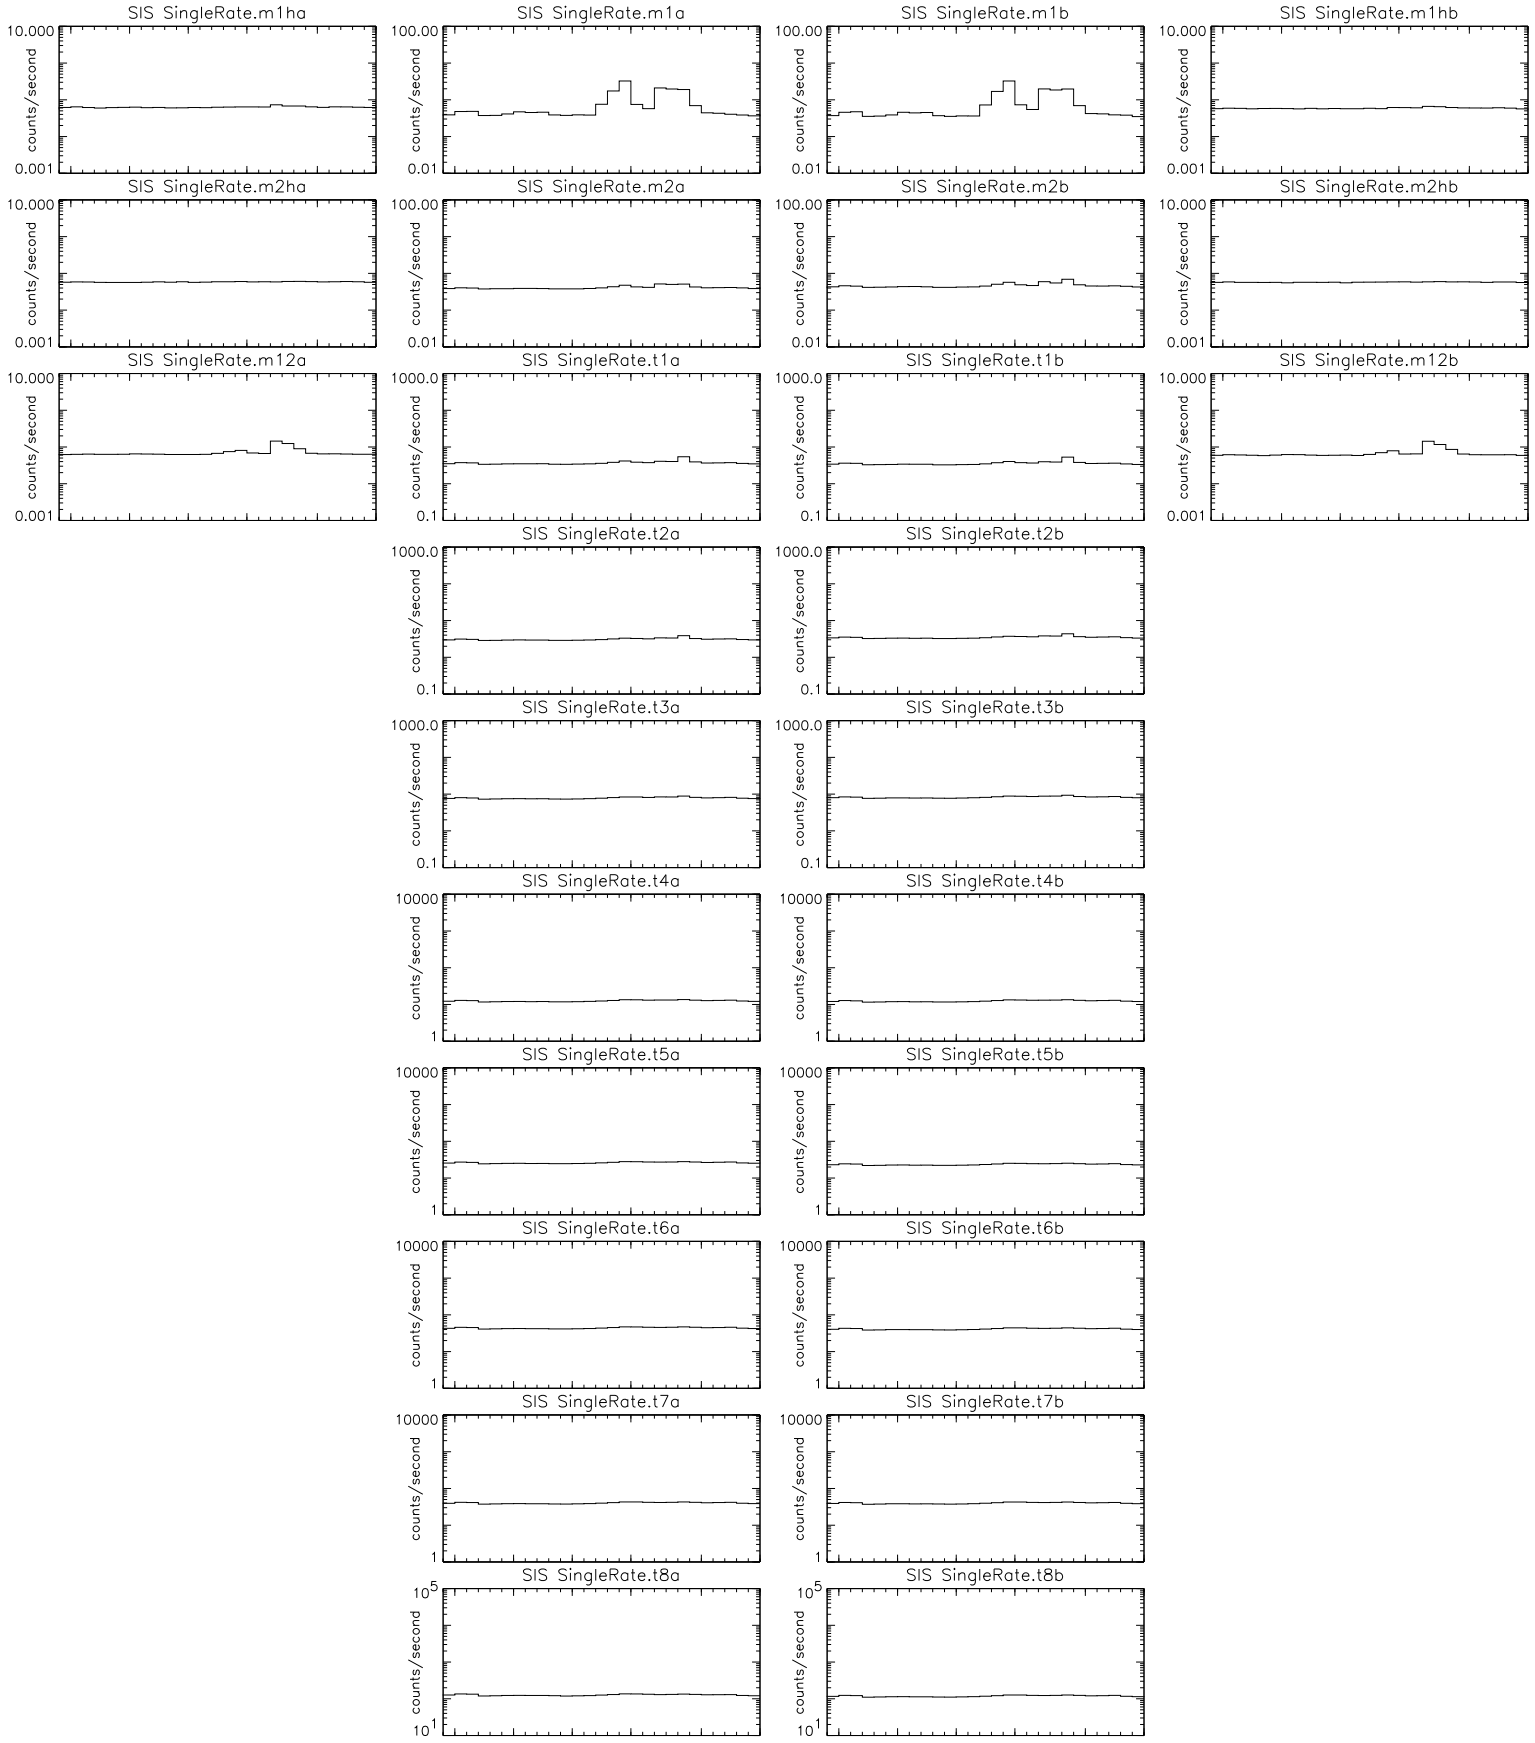 SIS SingleRate.m1ha
10.000
counts/second
0.001
SIS SingleRate.m1a
100.00
counts/second
0.01
SIS SingleRate.m1b
100.00
counts/second
0.01
SIS SingleRate.m1hb
10.000
counts/second
0.001
SIS SingleRate.m2ha
10.000
counts/second
0.001
SIS SingleRate.m2a
100.00
counts/second
0.01
SIS SingleRate.m2b
100.00
counts/second
0.01
SIS SingleRate.m2hb
10.000
counts/second
0.001
SIS SingleRate.m12a
10.000
counts/second
0.001
SIS SingleRate.t1a
1000.0
counts/second
0.1
SIS SingleRate.t1b
1000.0
counts/second
0.1
SIS SingleRate.m12b
10.000
counts/second
0.001
SIS SingleRate.t2a
1000.0
counts/second
0.1
SIS SingleRate.t2b
1000.0
counts/second
0.1
SIS SingleRate.t3a
1000.0
counts/second
0.1
SIS SingleRate.t3b
1000.0
counts/second
0.1
SIS SingleRate.t4a
10000
counts/second
1
SIS SingleRate.t4b
10000
counts/second
1
SIS SingleRate.t5a
10000
counts/second
1
SIS SingleRate.t5b
10000
counts/second
1
SIS SingleRate.t6a
10000
counts/second
1
SIS SingleRate.t6b
10000
counts/second
1
SIS SingleRate.t7a
10000
counts/second
1
SIS SingleRate.t7b
10000
counts/second
1
SIS SingleRate.t8a
10⁵
counts/second
10¹
SIS SingleRate.t8b
10⁵
counts/second
10¹